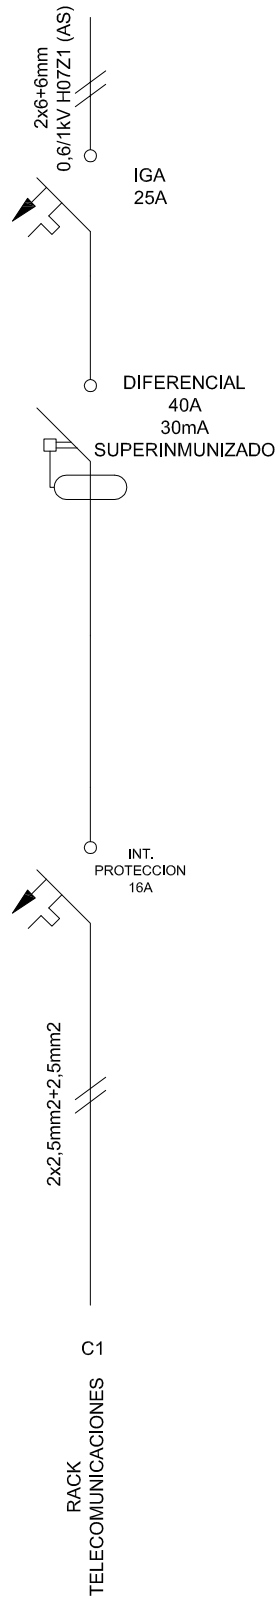 2x6+6mm
0,6/1kV H07Z1 (AS)
IGA
25A
DIFERENCIAL
40A
30mA
SUPERINMUNIZADO
INT.
PROTECCION
16A
2x2,5mm2+2,5mm2
C1
RACK
TELECOMUNICACIONES